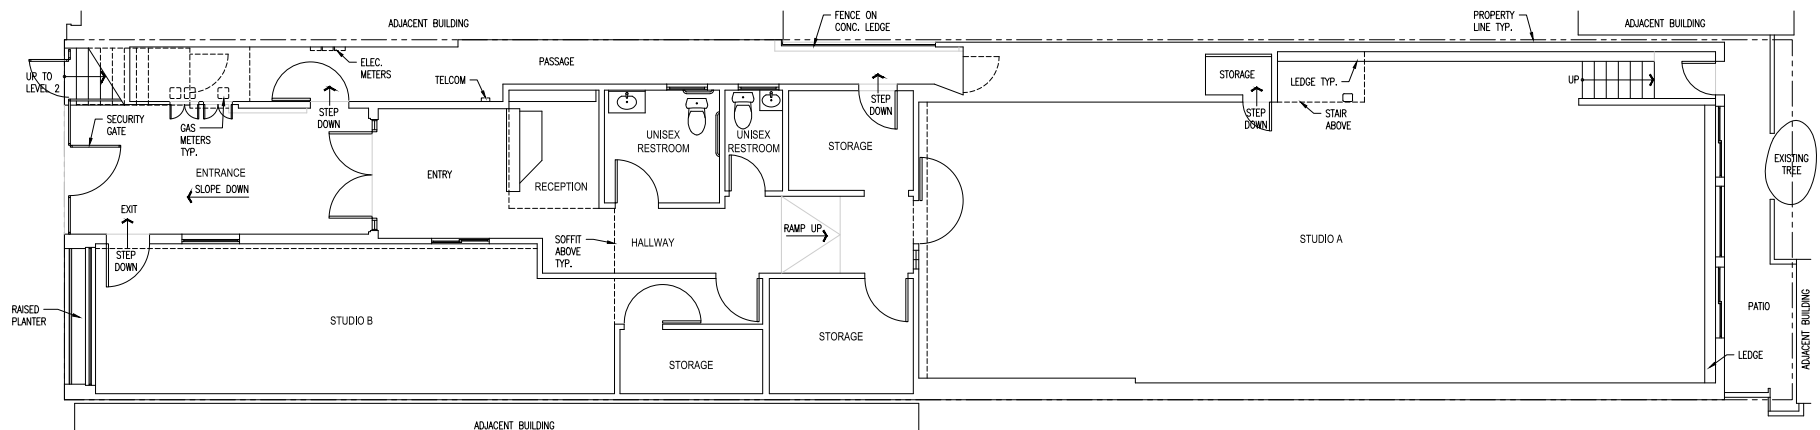 ADJACENT BUILDING
FENCE ON
CONC. LEDGE
PROPERTY
LINE TYP.
ADJACENT BUILDING
UP TO
LEVEL 2
ELEC.
METERS
PASSAGE
TELCOM
STORAGE
LEDGE TYP.
UP
SECURITY
GATE
GAS
METERS
TYP.
STEP
DOWN
STEP
DOWN
STEP
DOWN
STAIR
ABOVE
UNISEX
RESTROOM
UNISEX
RESTROOM
STORAGE
EXISTING
TREE
ENTRANCE
SLOPE DOWN
ENTRY
RECEPTION
EXIT
STEP
DOWN
SOFFIT
ABOVE
TYP.
HALLWAY
RAMP UP
STUDIO A
RAISED
PLANTER
STUDIO B
STORAGE
STORAGE
PATIO
LEDGE
ADJACENT BUILDING
ADJACENT BUILDING